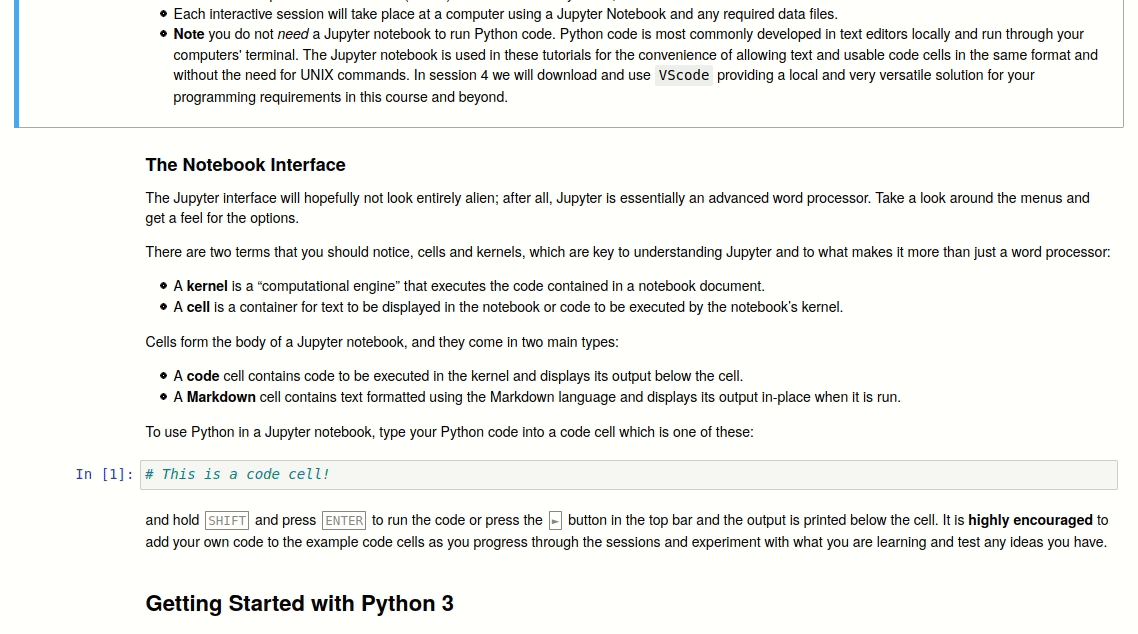 Each interactive session will take place at a computer using a Jupyter Notebook and any required data files.
Note you do not need a Jupyter notebook to run Python code. Python code is most commonly developed in text editors locally and run through your
computers' terminal. The Jupyter notebook is used in these tutorials for the convenience of allowing text and usable code cells in the same format and
without the need for UNIX commands. In session 4 we will download and use VScode providing a local and very versatile solution for your
programming requirements in this course and beyond.
The Notebook Interface
The Jupyter interface will hopefully not look entirely alien; after all, Jupyter is essentially an advanced word processor. Take a look around the menus and
get a feel for the options.
There are two terms that you should notice, cells and kernels, which are key to understanding Jupyter and to what makes it more than just a word processor:
A kernel is a “computational engine” that executes the code contained in a notebook document.
A cell is a container for text to be displayed in the notebook or code to be executed by the notebook’s kernel.
Cells form the body of a Jupyter notebook, and they come in two main types:
A code cell contains code to be executed in the kernel and displays its output below the cell.
A Markdown cell contains text formatted using the Markdown language and displays its output in-place when it is run.
To use Python in a Jupyter notebook, type your Python code into a code cell which is one of these:
In [1]: # This is a code cell!
and hold SHIFT and press ENTER to run the code or press the ► button in the top bar and the output is printed below the cell. It is highly encouraged to
add your own code to the example code cells as you progress through the sessions and experiment with what you are learning and test any ideas you have.
Getting Started with Python 3